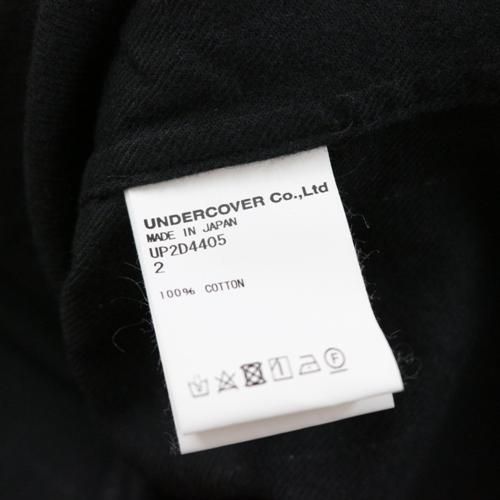 UNDERCOVER Co.,Ltd
MADE IN JAPAN
UP2D4405
2
100% COTTON